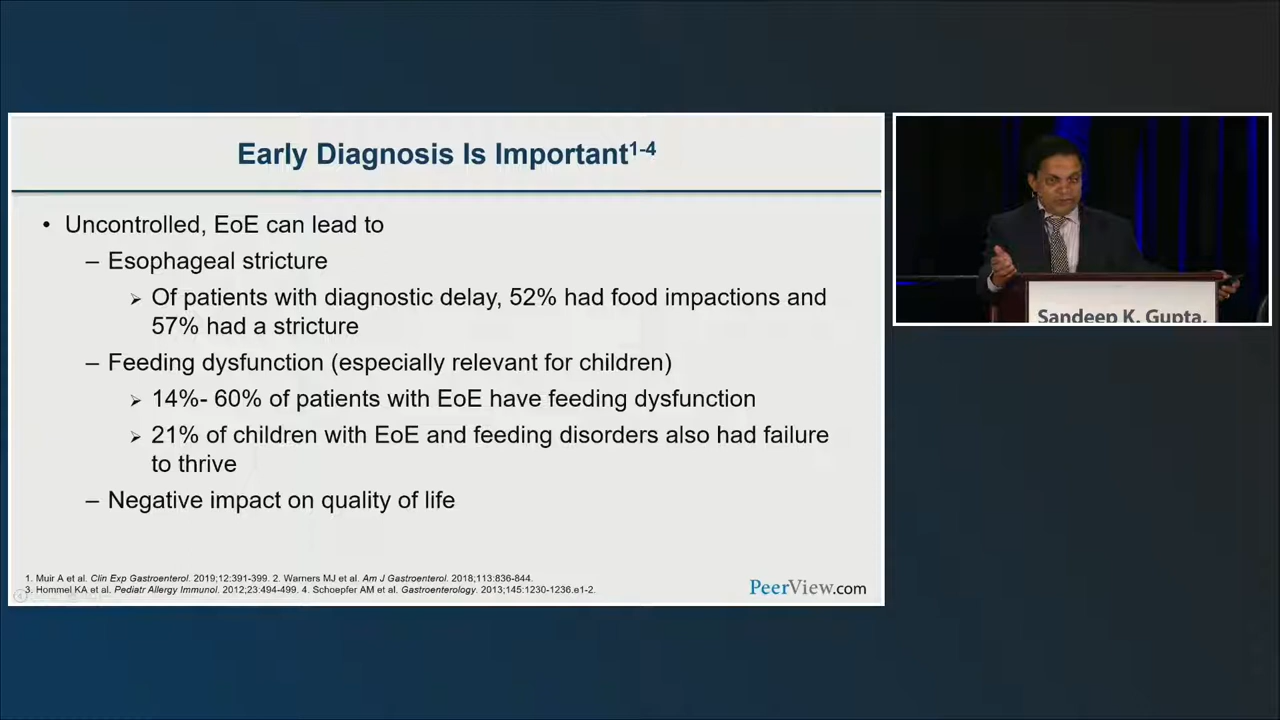 Early Diagnosis Is Important1-4
• Uncontrolled, EoE can lead to
– Esophageal stricture
➢ Of patients with diagnostic delay, 52% had food impactions and
57% had a stricture
– Feeding dysfunction (especially relevant for children)
➢ 14%- 60% of patients with EoE have feeding dysfunction
➢ 21% of children with EoE and feeding disorders also had failure
to thrive
– Negative impact on quality of life
1. Muir A et al. Clin Exp Gastroenterol. 2019;12:391-399. 2. Warners MJ et al. Am J Gastroenterol. 2018;113:836-844.
3. Hommel KA et al. Pediatr Allergy Immunol. 2012;23:494-499. 4. Schoepfer AM et al. Gastroenterology. 2013;145:1230-1236.e1-2.
PeerView.com
Sandeep K. Gupta,